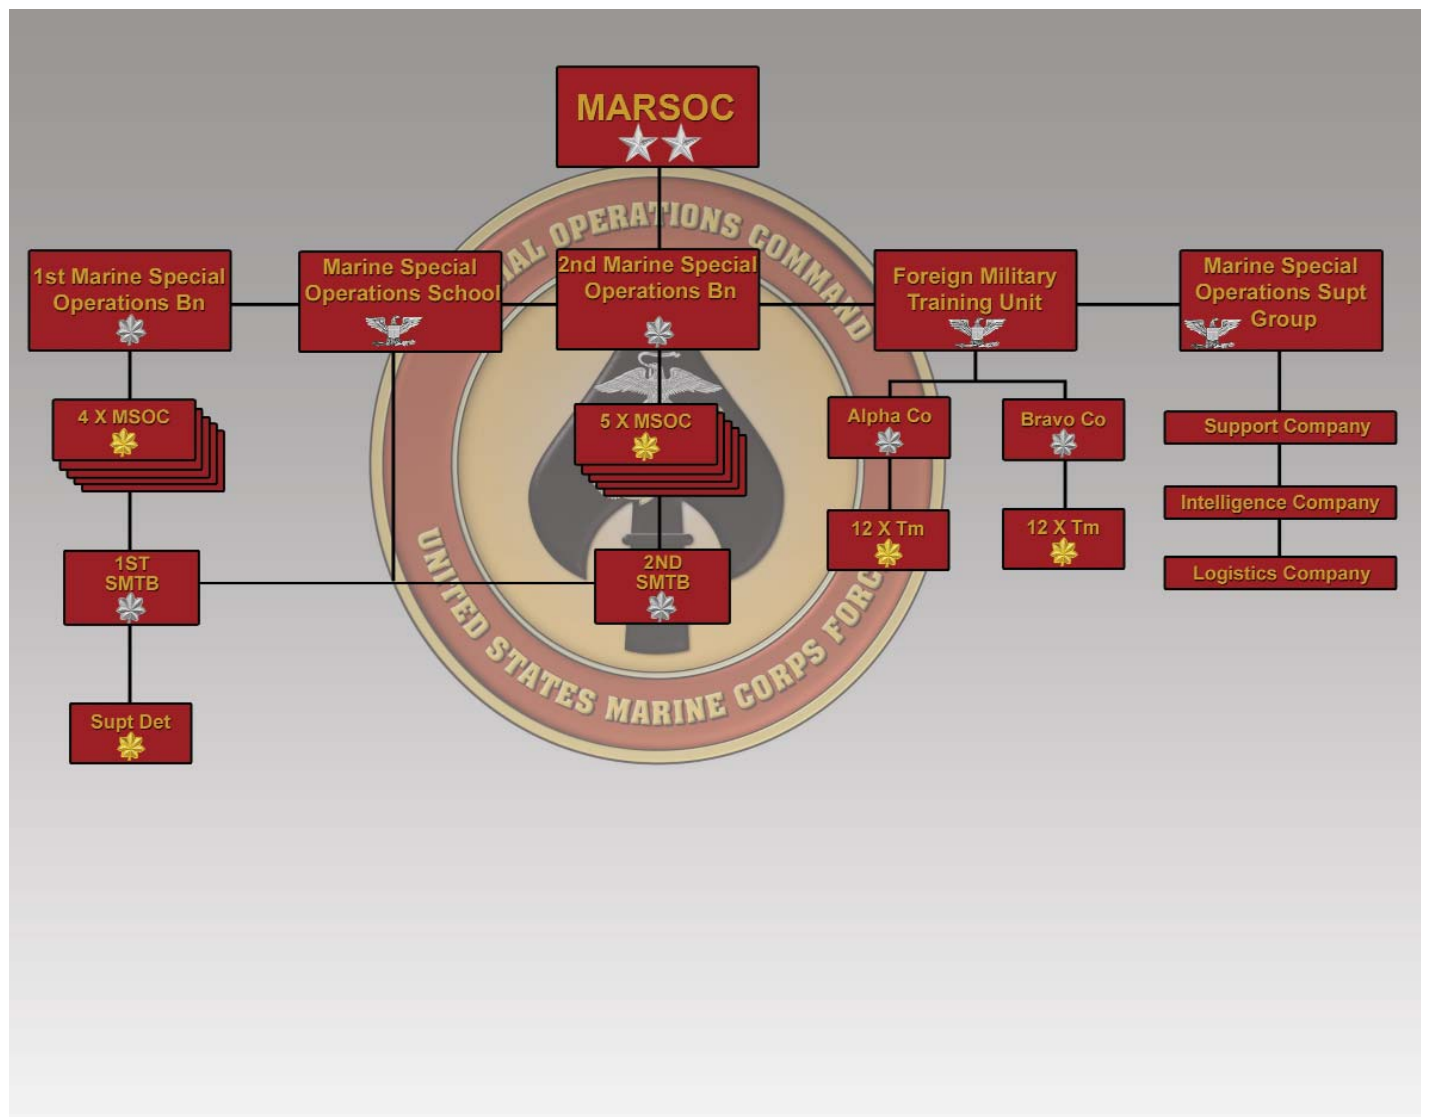 MARSOC
1st Marine Special
Operations Bn
Marine Special
Operations School
2nd Marine Special
Operations Bn
Foreign Military
Training Unit
Marine Special
Operations Supt
Group
4 X MSOC
5 X MSOC
Alpha Co
Bravo Co
Support Company
12 X Tm
12 X Tm
Intelligence Company
1ST
SMTB
2ND
SMTB
Logistics Company
Supt Det
OPERATIONS COMMAND
UNITED STATES MARINE CORPS